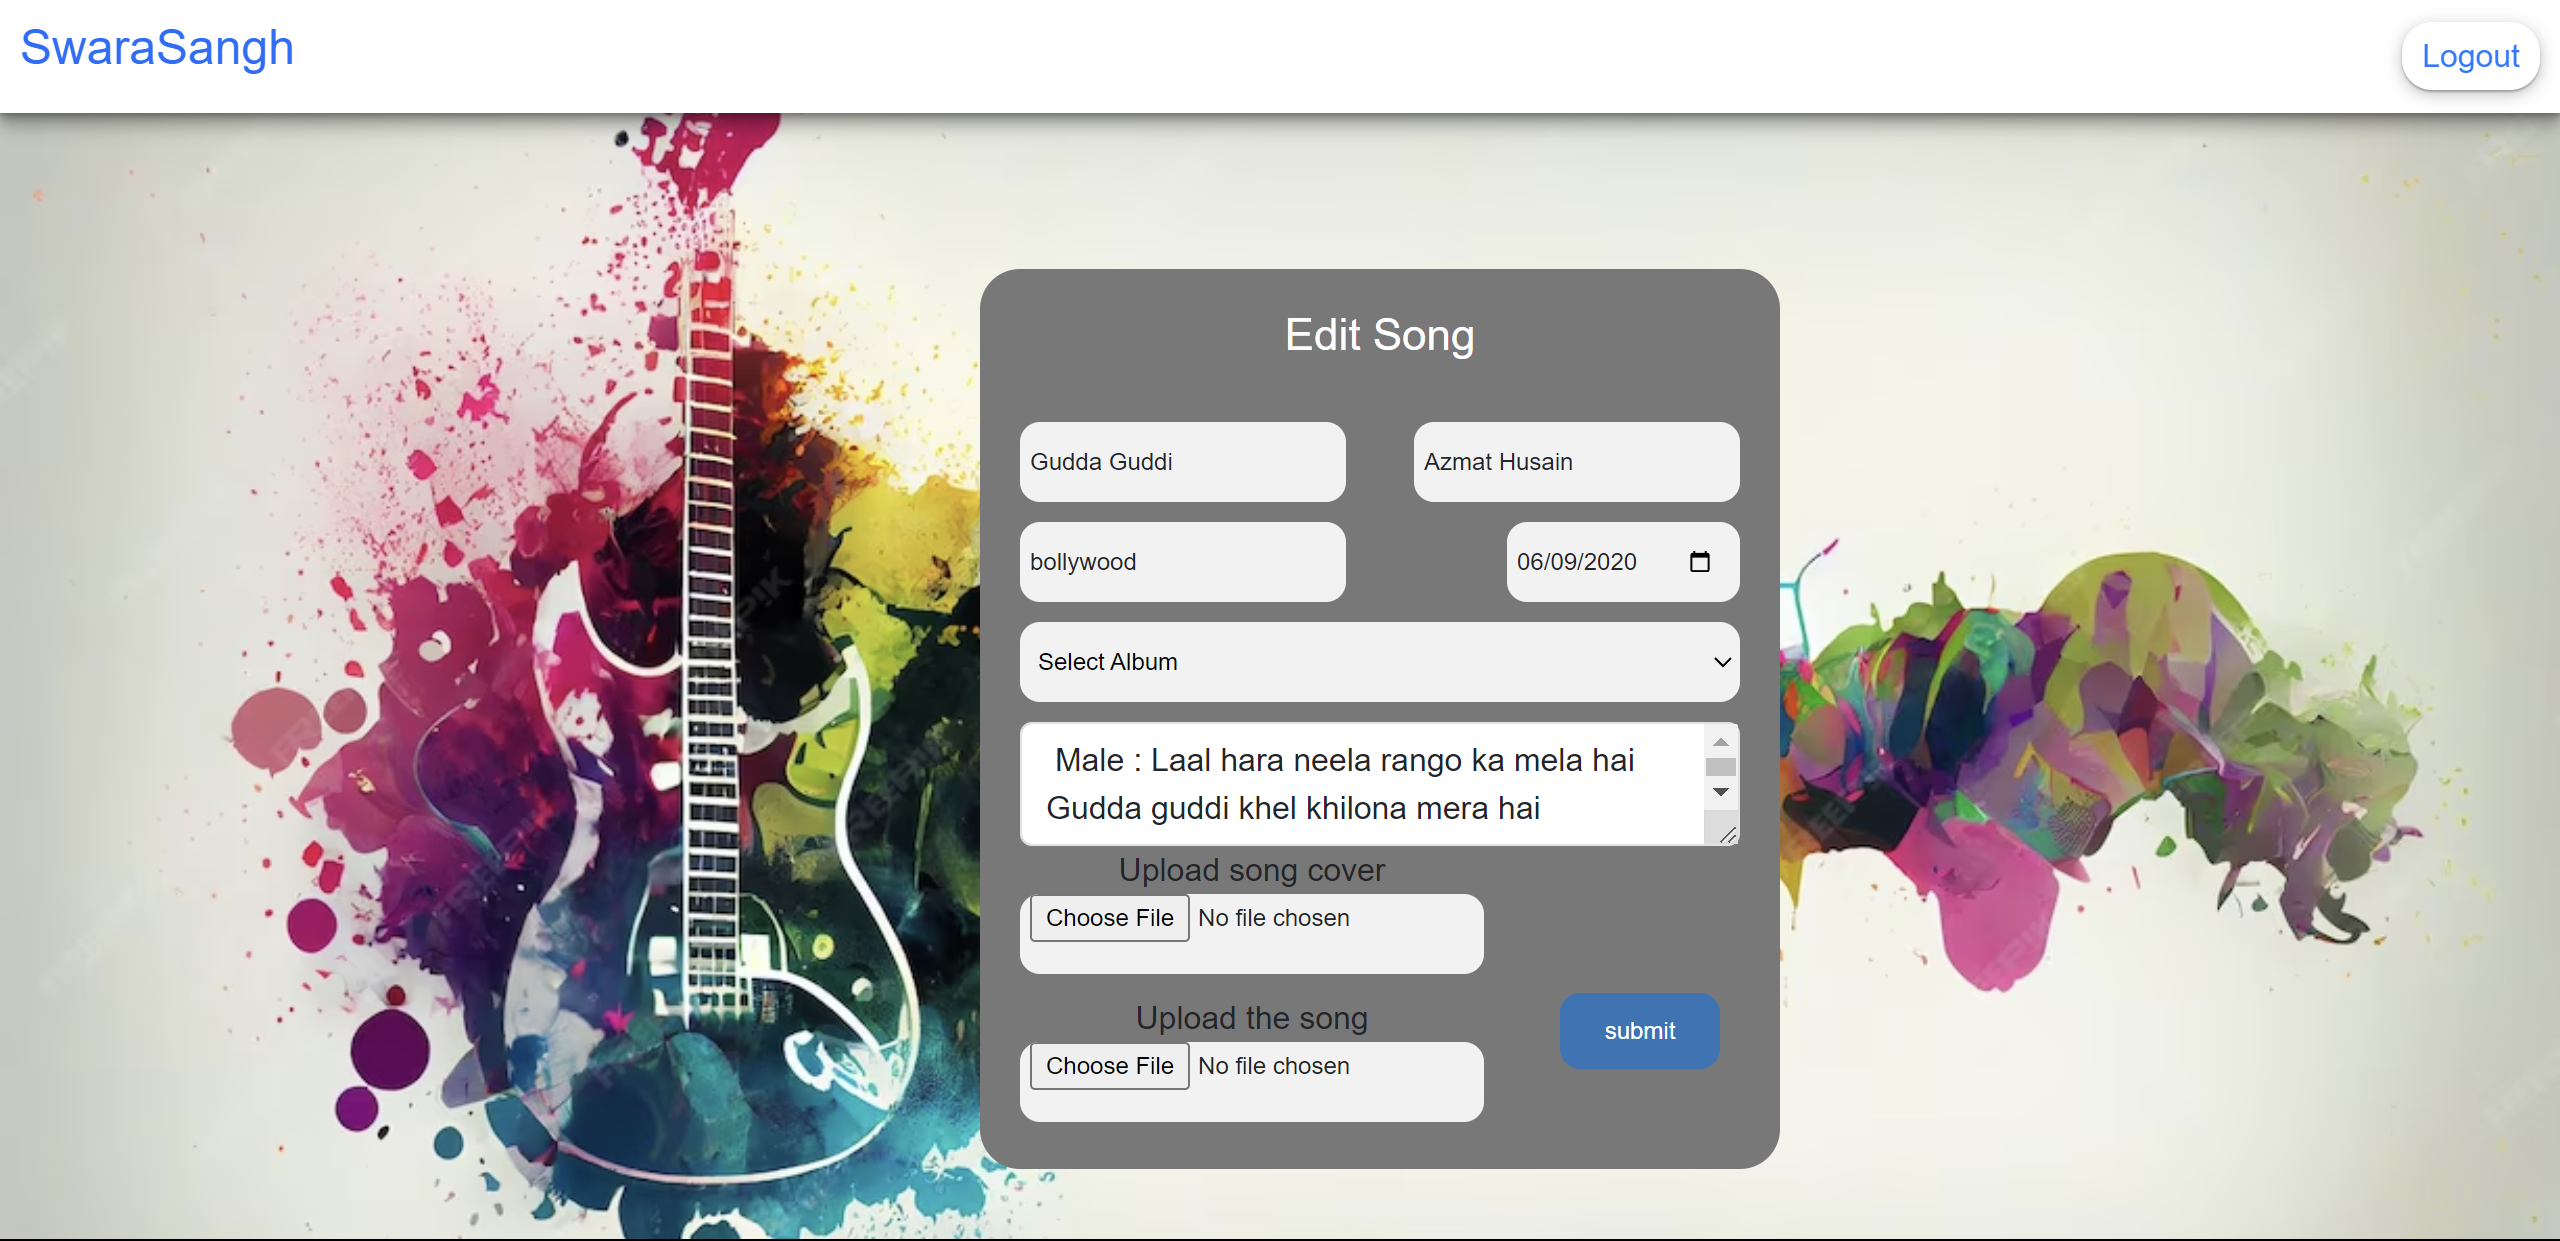 SwaraSangh
Logout
Edit Song
Gudda Guddi
Azmat Husain
bollywood
06/09/2020
Select Album
Male : Laal hara neela rango ka mela hai
Gudda guddi khel khilona mera hai
Upload song cover
Choose File No file chosen
Upload the song
Choose File No file chosen
submit